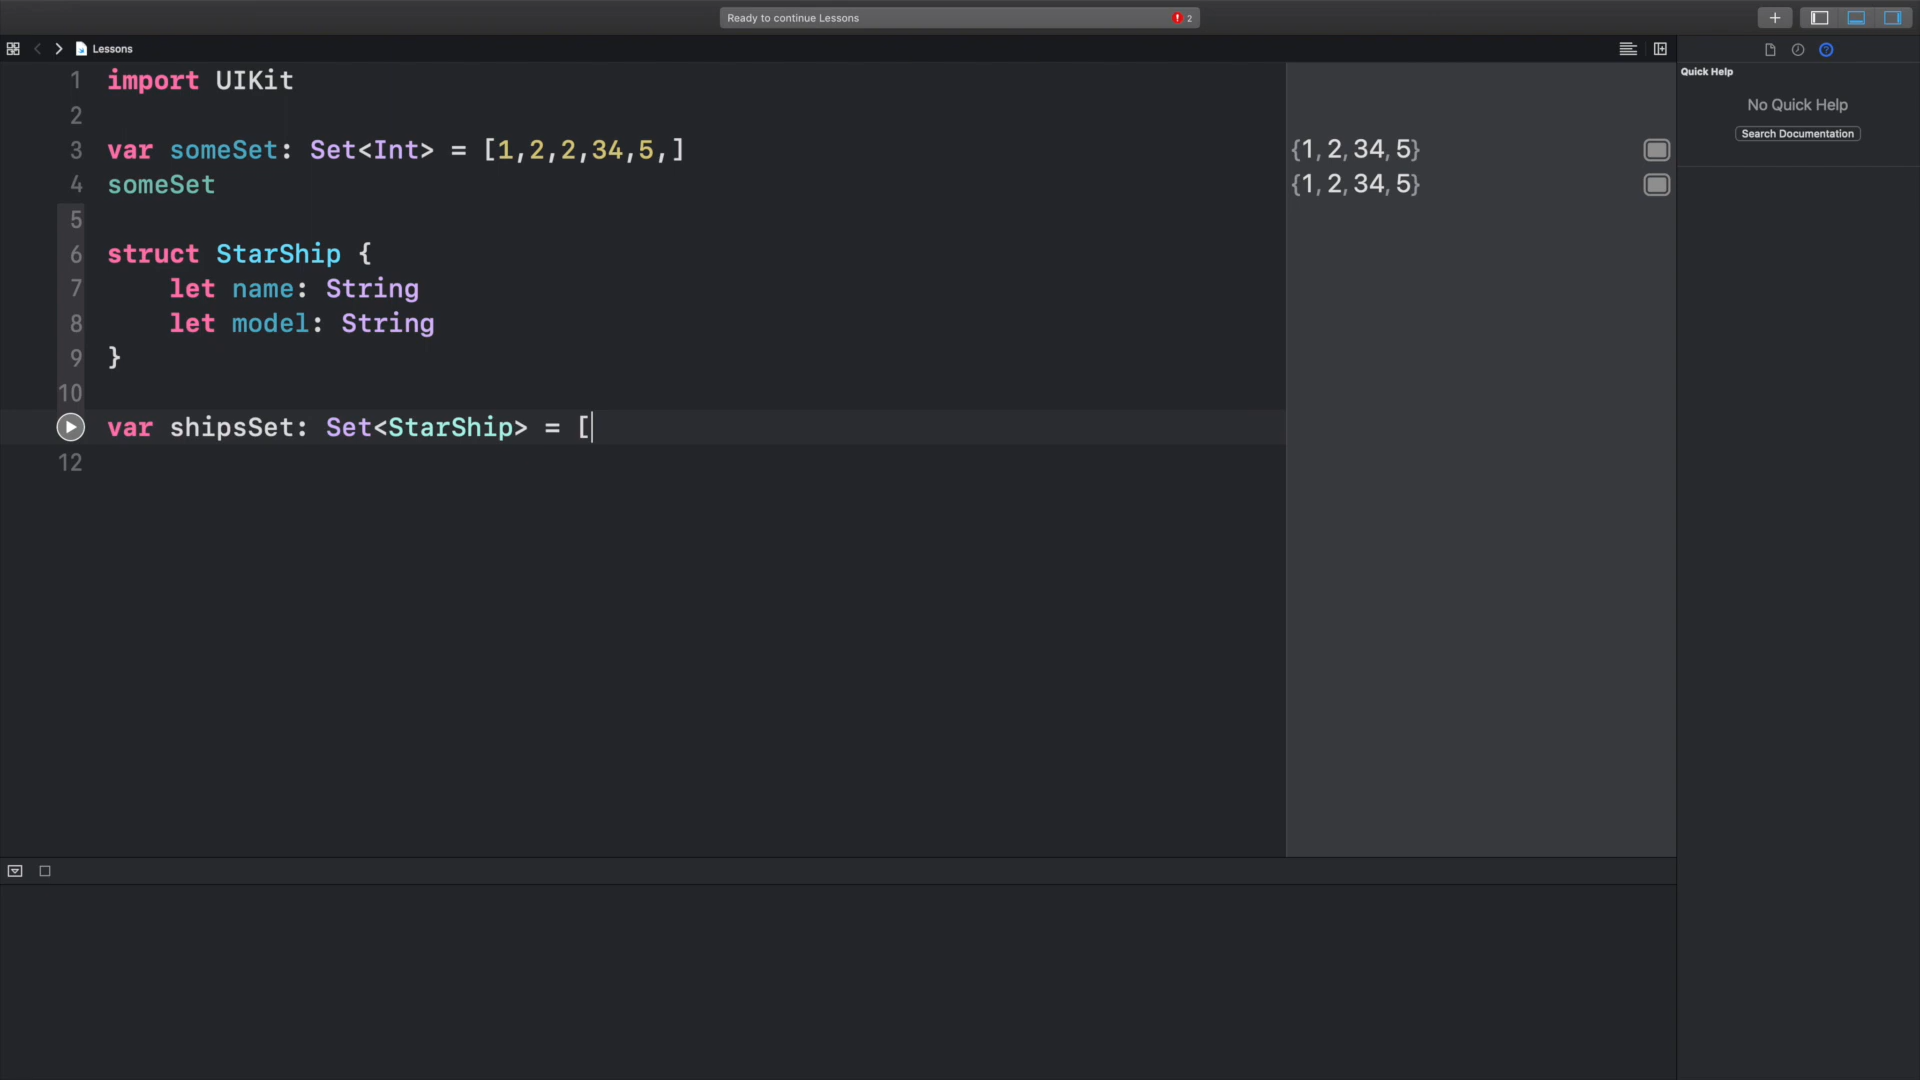 Ready to continue Lessons 2
Lessons
1 import UIKit
2
3 var someSet: Set<Int> = [1,2,2,34,5,]
{1, 2, 34, 5}
4 someSet
{1, 2, 34, 5}
5
6 struct StarShip {
7 let name: String
8 let model: String
9 }
10
var shipsSet: Set<StarShip> = [
12
Quick Help
No Quick Help
Search Documentation